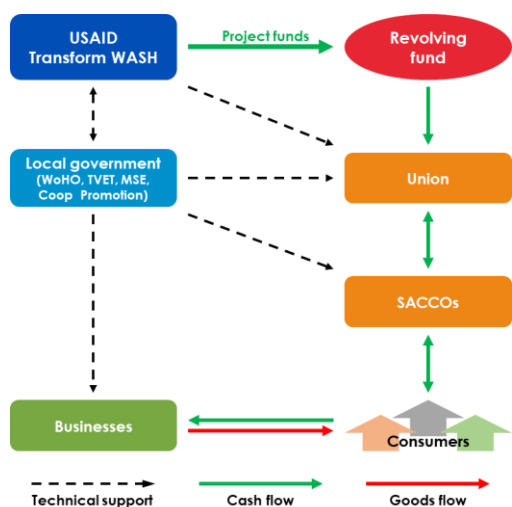 USAID
Transform WASH
Project funds
Revolving
fund
Local government
(WoHO, TVET, MSE,
Coop Promotion)
Union
SACCOs
Businesses
Consumers
Technical support
Cash flow
Goods flow